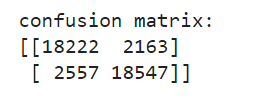 confusion matrix:
[[18222  2163]
 [ 2557 18547]]